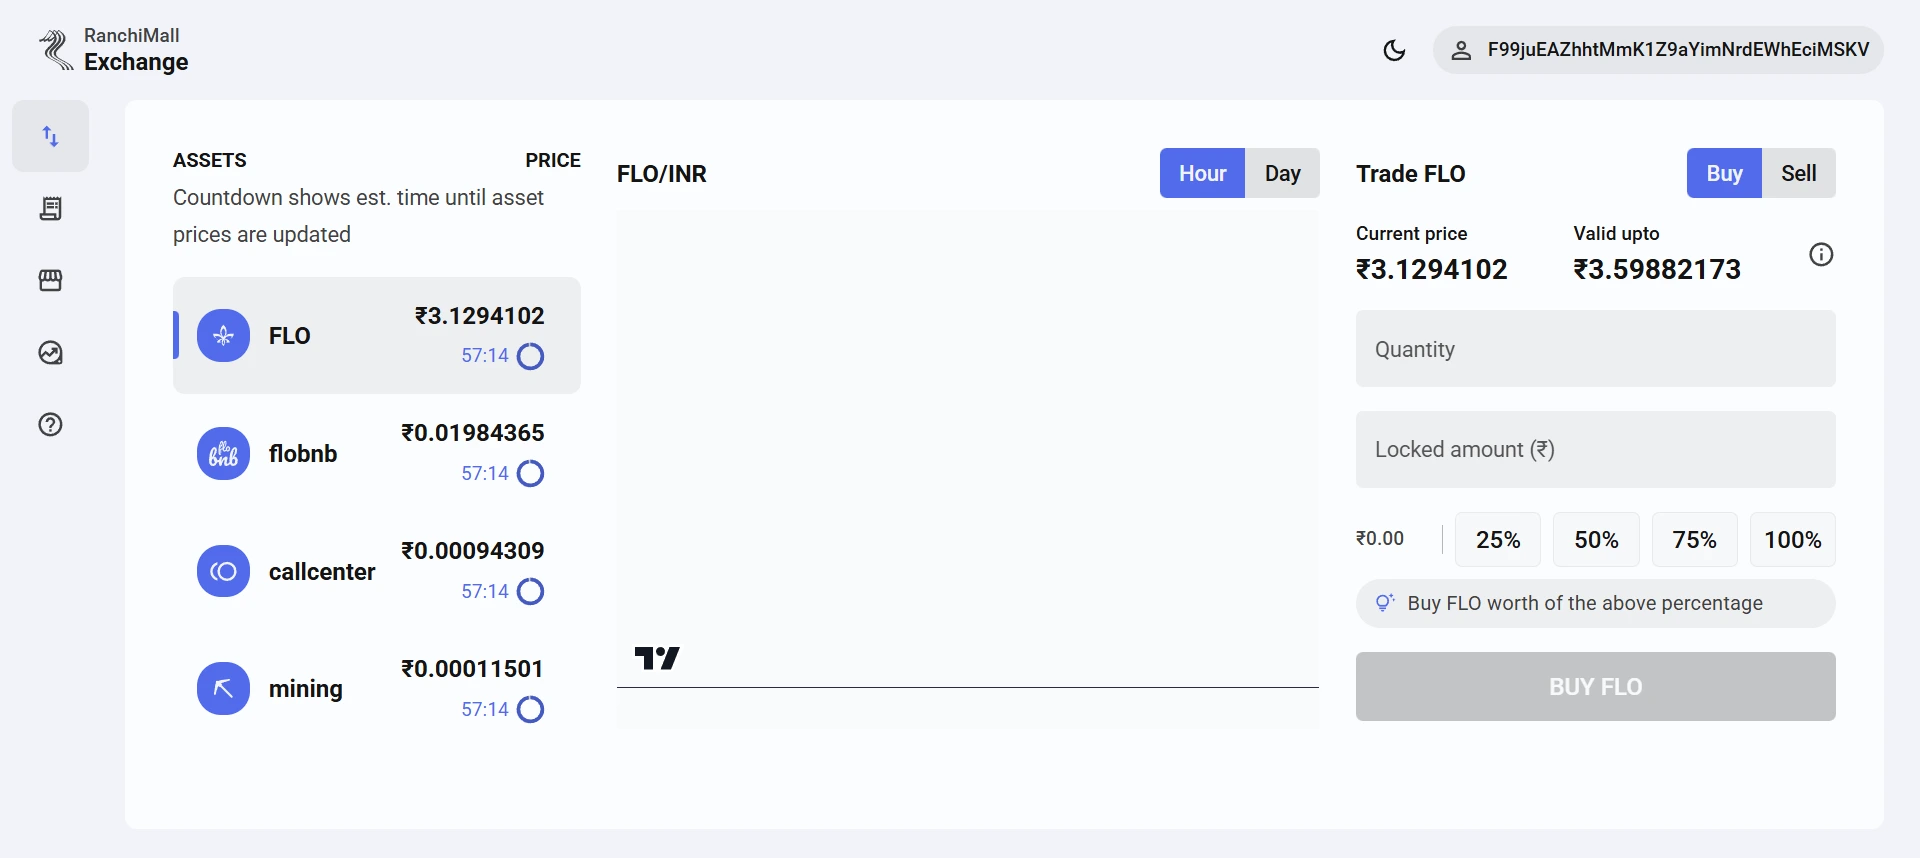 RanchiMall
Exchange
F99juEAZhhtMmK1Z9aYimNrdEWhEciMSKV
ASSETS
PRICE
Countdown shows est. time until asset
prices are updated
FLO
₹3.1294102
57:14
flo
bnb
flobnb
₹0.01984365
57:14
callcenter
₹0.00094309
57:14
mining
₹0.00011501
57:14
FLO/INR
Hour
Day
Trade FLO
Buy
Sell
Current price
₹3.1294102
Valid upto
₹3.59882173
Quantity
Locked amount (₹)
₹0.00
25%
50%
75%
100%
Buy FLO worth of the above percentage
BUY FLO